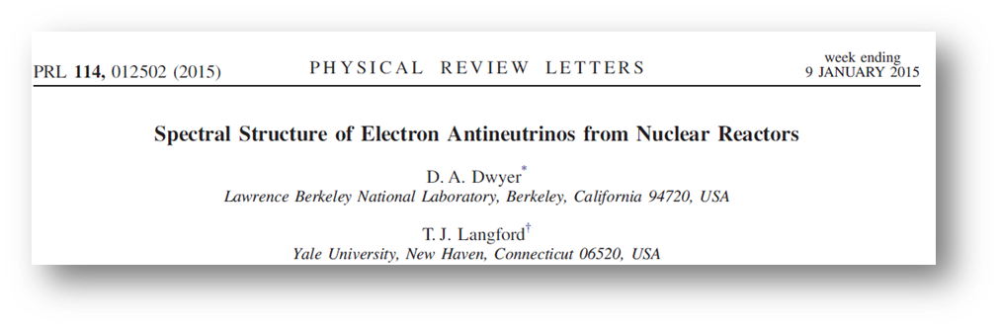 PRL 114, 012502 (2015) PHYSICAL REVIEW LETTERS week ending 9 JANUARY 2015
Spectral Structure of Electron Antineutrinos from Nuclear Reactors
D. A. Dwyer*
Lawrence Berkeley National Laboratory, Berkeley, California 94720, USA
T. J. Langford†
Yale University, New Haven, Connecticut 06520, USA